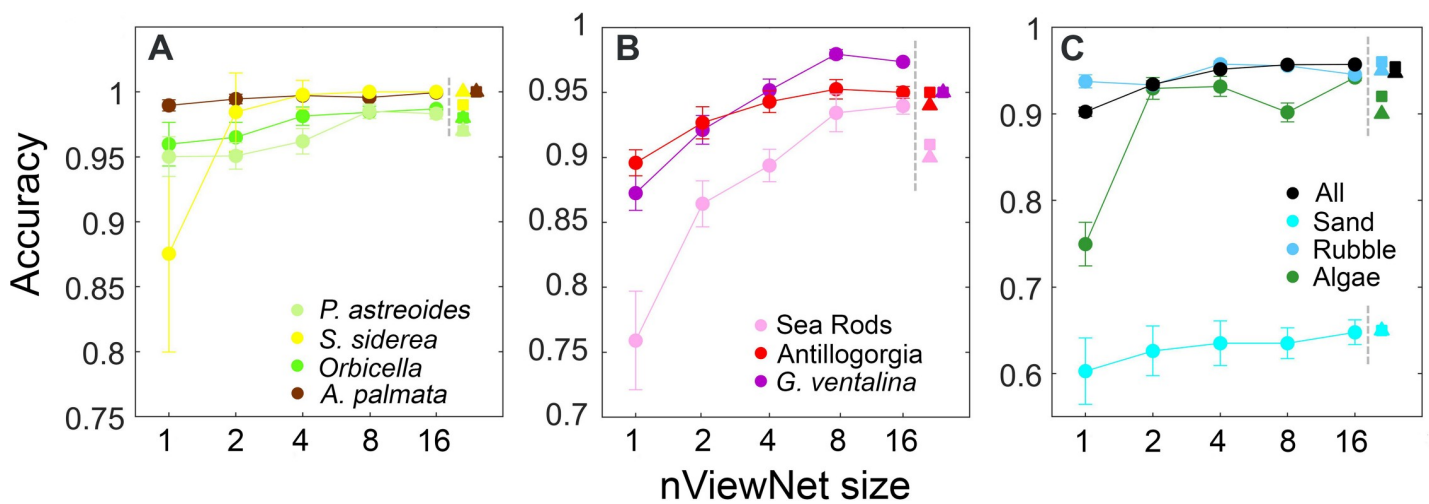 Accuracy
A
1
0.95
0.9
0.85
0.8
0.75
P. astreoides
S. siderea
Orbicella
A. palmata
1 2 4 8 16
B
1
0.95
0.9
0.85
0.8
0.75
0.7
Sea Rods
Antillogorgia
G. ventalina
1 2 4 8 16
C
1
0.9
0.8
0.7
0.6
All
Sand
Rubble
Algae
1 2 4 8 16
nViewNet size